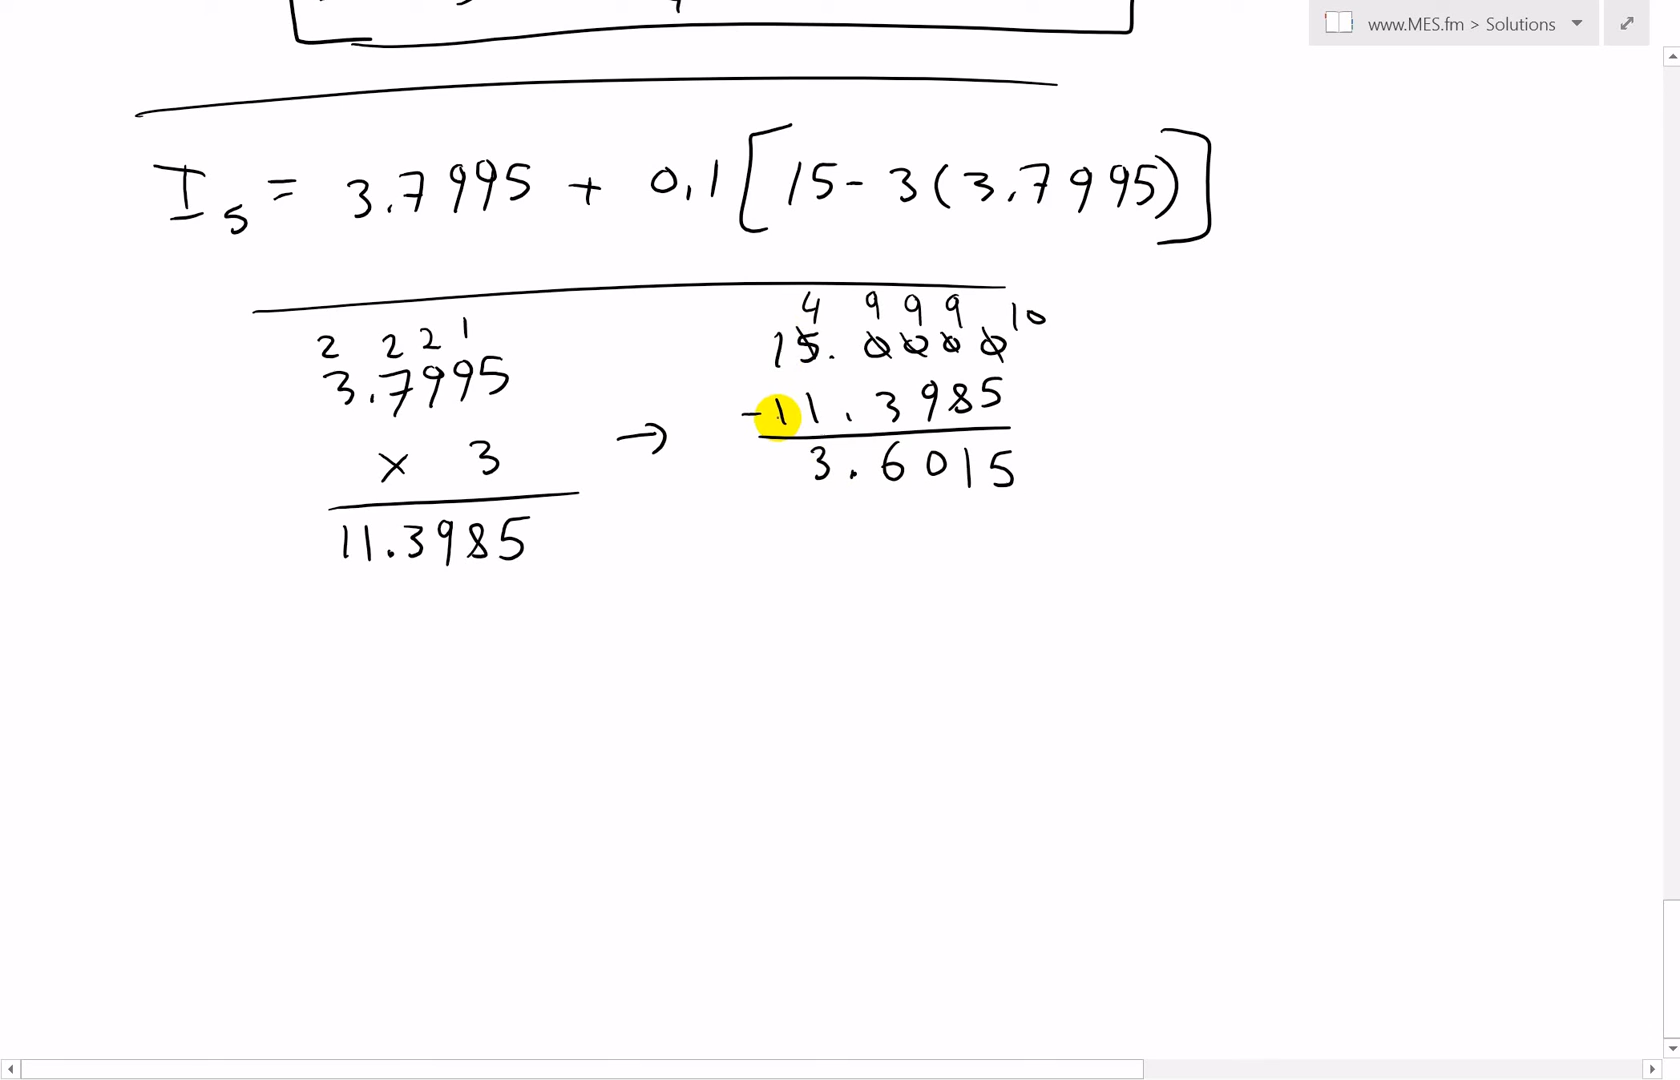 www.MES.fm > Solutions
I₅ = 3.7995 + 0.1[15-3(3.7995)]
2 2 2 1
3.7995
x 3
11.3985
→
4 9 9 9 10
15.0000
-11.3985
3.6015